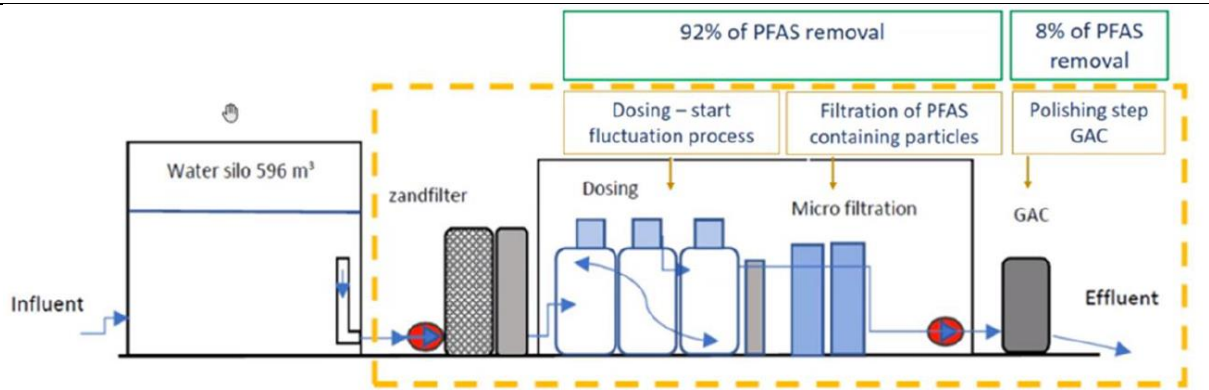 92% of PFAS removal
8% of PFAS
removal
Dosing – start
fluctuation process
Filtration of PFAS
containing particles
Polishing step
GAC
Water silo 596 m³
zandfilter
Dosing
Micro filtration
GAC
Influent
Effluent